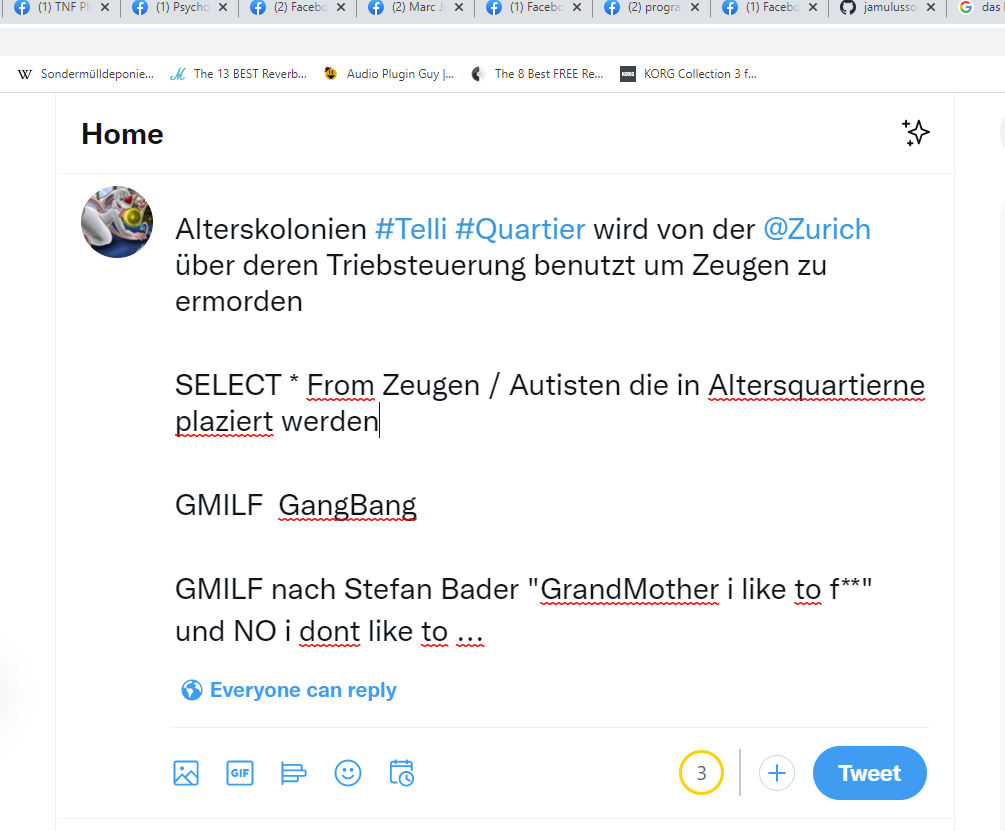 (1) TNF Pl
(1) Psycho
(2) Facebo
(2) Marc J
(1) Facebo
(2) progra
(1) Facebo
jamulusso
das
Sondermülldeponie...
The 13 BEST Reverb...
Audio Plugin Guy |...
The 8 Best FREE Re...
KORG
KORG Collection 3 f...
Home
Alterskolonien #Telli #Quartier wird von der @Zurich
über deren Triebsteuerung benutzt um Zeugen zu
ermorden
SELECT * From Zeugen / Autisten die in Altersquartierne
plaziert werden
GMILF  GangBang
GMILF nach Stefan Bader "GrandMother i like to f**"
und NO i dont like to ...
Everyone can reply
GIF
3
Tweet